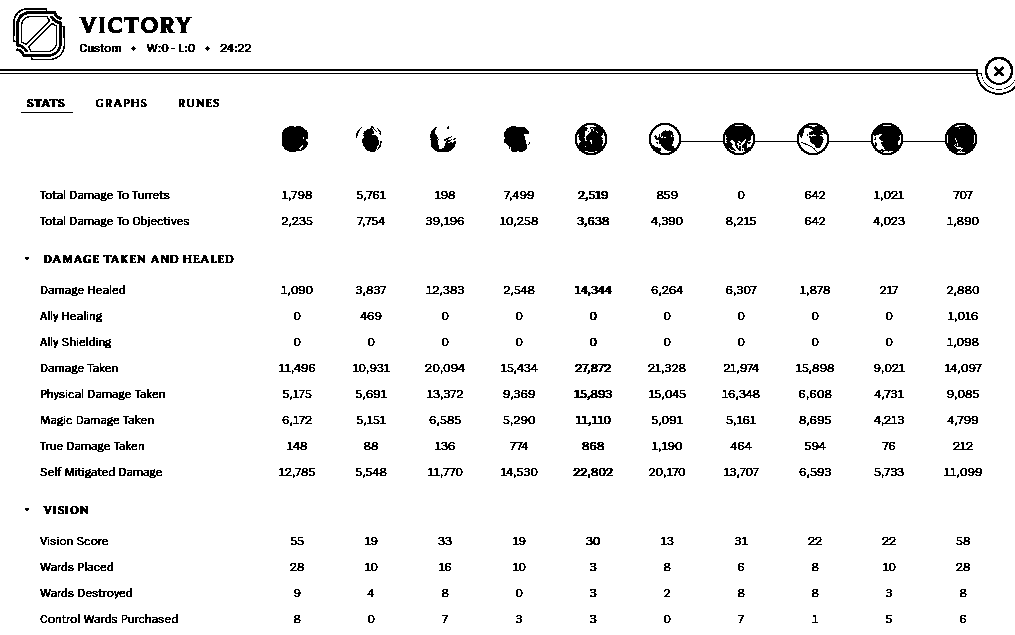 VICTORY
Custom • W:0 - L:0 • 24:22
STATS GRAPHS RUNES
Total Damage To Turrets 1,798 5,761 198 7,499 2,519 859 0 642 1,021 707
Total Damage To Objectives 2,235 7,754 39,196 10,258 3,638 4,390 8,215 642 4,023 1,890
DAMAGE TAKEN AND HEALED
Damage Healed 1,090 3,837 12,383 2,548 14,344 6,264 6,307 1,878 217 2,880
Ally Healing 0 469 0 0 0 0 0 0 0 1,016
Ally Shielding 0 0 0 0 0 0 0 0 0 1,098
Damage Taken 11,496 10,931 20,094 15,434 27,872 21,328 21,974 15,898 9,021 14,097
Physical Damage Taken 5,175 5,691 13,372 9,369 15,893 15,045 16,348 6,608 4,731 9,085
Magic Damage Taken 6,172 5,151 6,585 5,290 11,110 5,091 5,161 8,695 4,213 4,799
True Damage Taken 148 88 136 774 868 1,190 464 594 76 212
Self Mitigated Damage 12,785 5,548 11,770 14,530 22,802 20,170 13,707 6,593 5,733 11,099
VISION
Vision Score 55 19 33 19 30 13 31 22 22 58
Wards Placed 28 10 16 10 3 8 6 8 10 28
Wards Destroyed 9 4 8 0 3 2 8 8 3 8
Control Wards Purchased 8 0 7 3 3 0 7 1 5 6